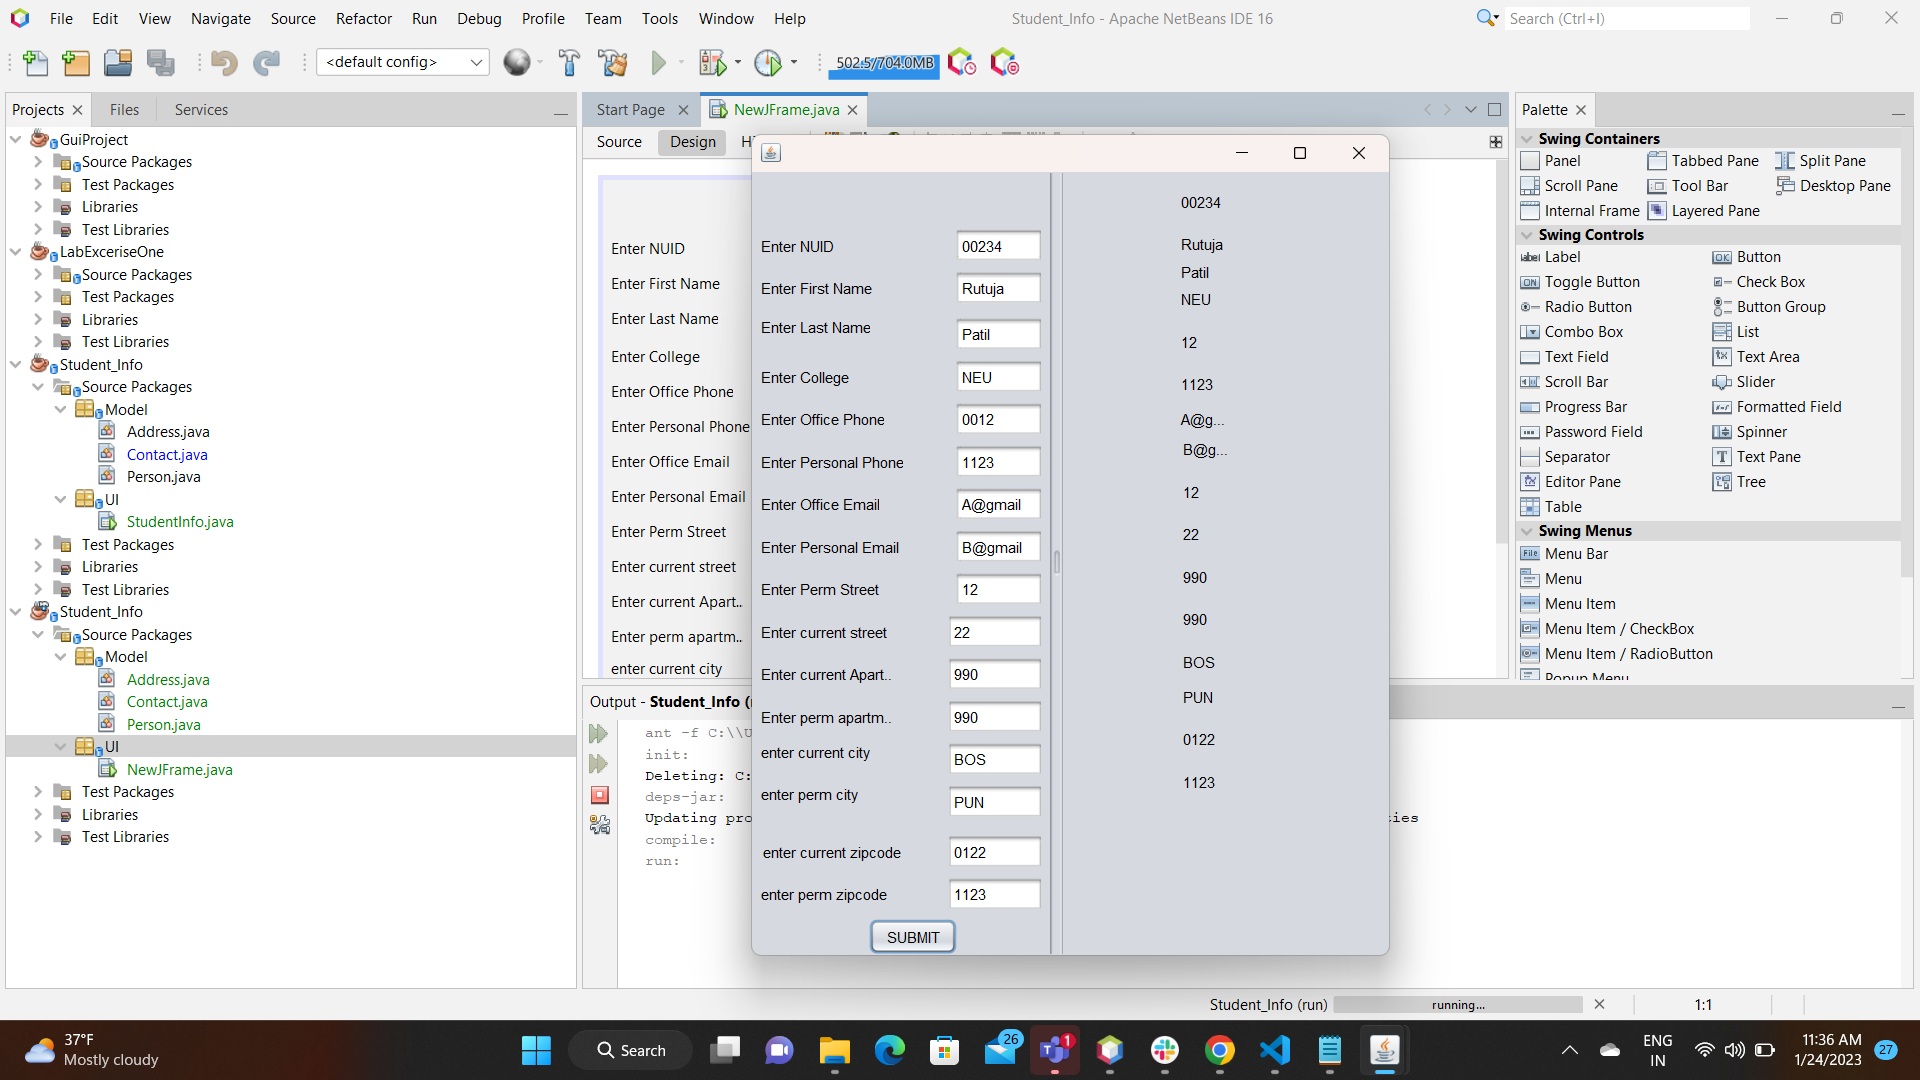 File Edit View Navigate Source Refactor Run Debug Profile Team Tools Window Help
Student_Info - Apache NetBeans IDE 16
Search (Ctrl+I)
<default config>
502.5/704.0MB
Projects
Files
Services
GuiProject
Source Packages
Test Packages
Libraries
Test Libraries
LabExceriseOne
Source Packages
Test Packages
Libraries
Test Libraries
Student_Info
Source Packages
Model
Address.java
Contact.java
Person.java
UI
StudentInfo.java
Test Packages
Libraries
Test Libraries
Student_Info
Source Packages
Model
Address.java
Contact.java
Person.java
UI
NewJFrame.java
Test Packages
Libraries
Test Libraries
Start Page
NewJFrame.java
Source Design
Enter NUID
Enter First Name
Enter Last Name
Enter College
Enter Office Phone
Enter Personal Phone
Enter Office Email
Enter Personal Email
Enter Perm Street
Enter current street
Enter current Apart..
Enter perm apartm..
enter current city
Enter NUID 00234
Enter First Name Rutuja
Enter Last Name Patil
Enter College NEU
Enter Office Phone 0012
Enter Personal Phone 1123
Enter Office Email A@gmail
Enter Personal Email B@gmail
Enter Perm Street 12
Enter current street 22
Enter current Apart.. 990
Enter perm apartm.. 990
enter current city BOS
enter perm city PUN
enter current zipcode 0122
enter perm zipcode 1123
SUBMIT
00234
Rutuja
Patil
NEU
12
1123
A@g...
B@g...
12
22
990
990
BOS
PUN
0122
1123
Output - Student_Info (
ant -f C:\\U
init:
Deleting: C:
deps-jar:
Updating pro
ties
compile:
run:
Palette
Swing Containers
Panel Tabbed Pane Split Pane
Scroll Pane Tool Bar Desktop Pane
Internal Frame Layered Pane
Swing Controls
Label Button
Toggle Button Check Box
Radio Button Button Group
Combo Box List
Text Field Text Area
Scroll Bar Slider
Progress Bar Formatted Field
Password Field Spinner
Separator Text Pane
Editor Pane Tree
Table
Swing Menus
Menu Bar
Menu
Menu Item
Menu Item / CheckBox
Menu Item / RadioButton
Popup Menu
Student_Info (run) running... 1:1
37°F
Mostly cloudy
Search
26
1
ENG
IN
11:36 AM
1/24/2023
27